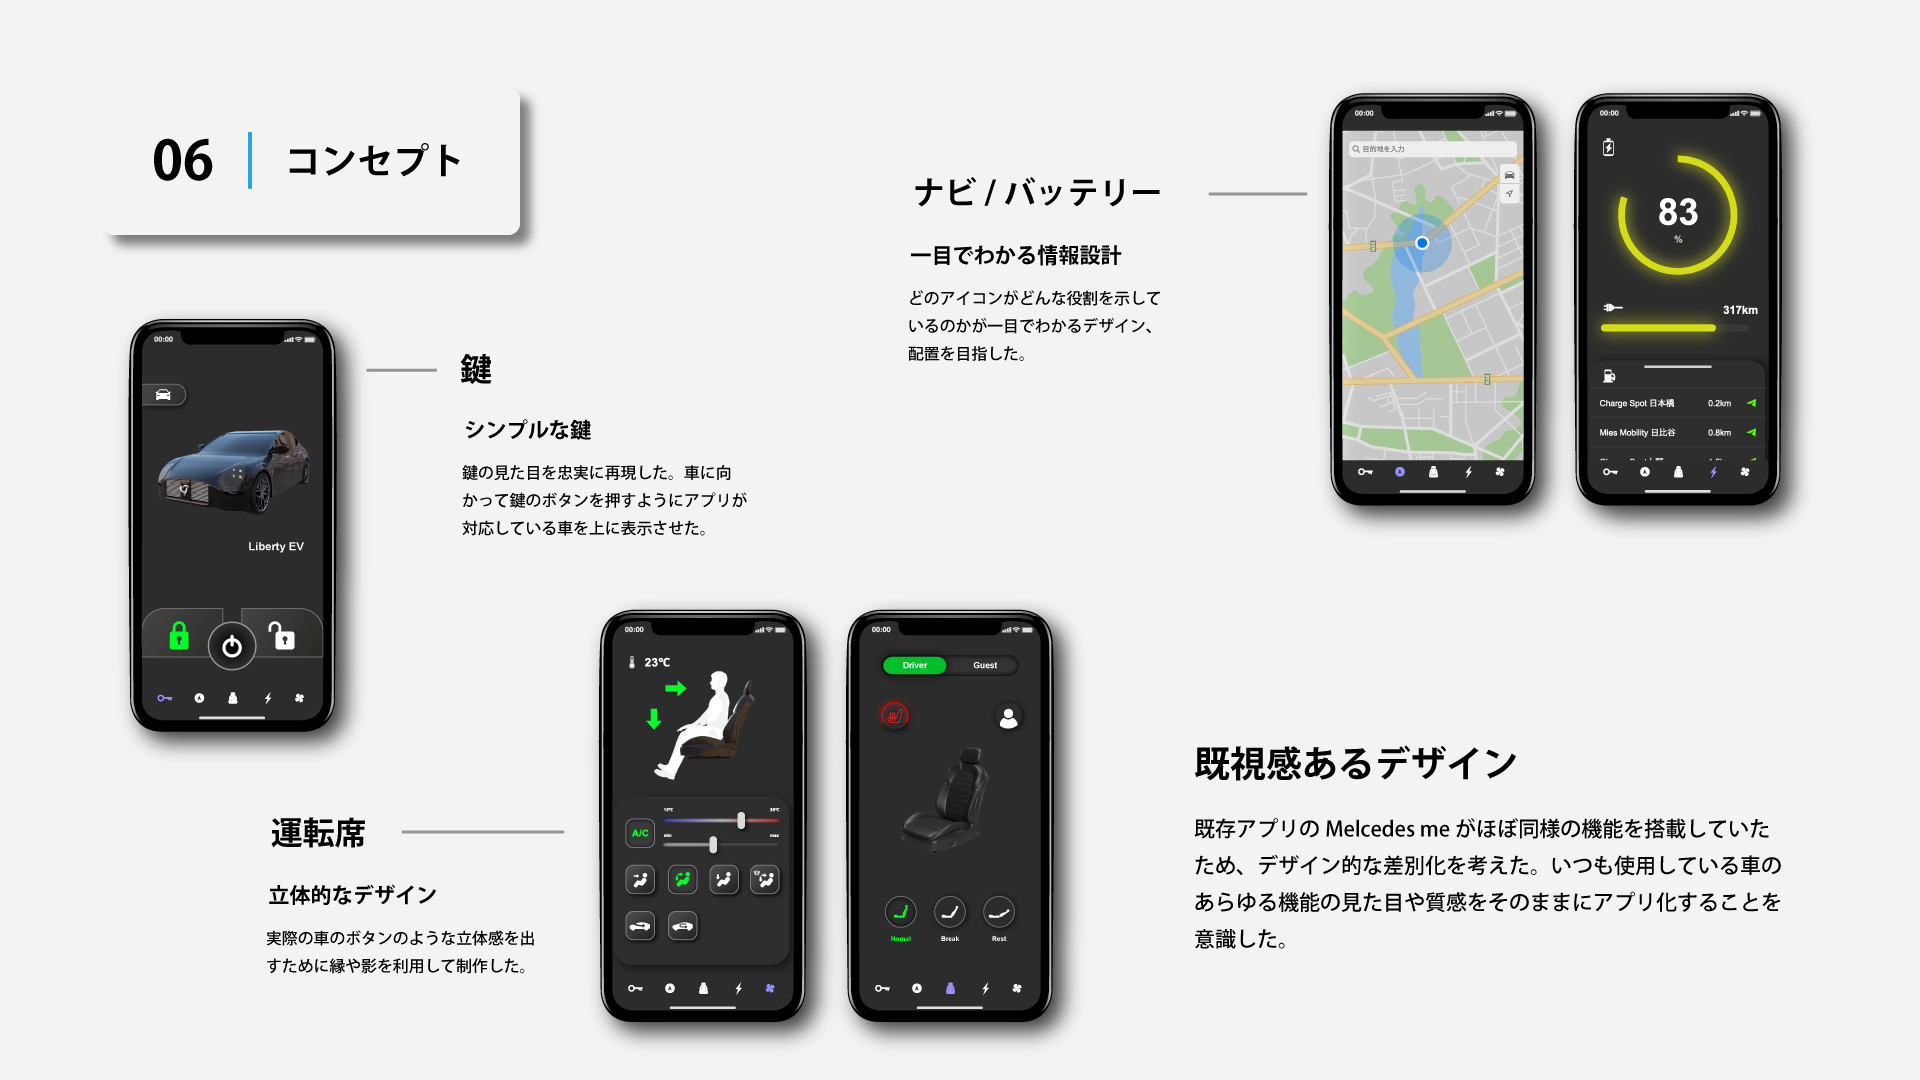 06
コンセプト
00:00
Liberty EV
鍵
シンプルな鍵
鍵の見た目を忠実に再現した。車に向
かって鍵のボタンを押すようにアプリが
対応している車を上に表示させた。
ナビ / バッテリー
一目でわかる情報設計
どのアイコンがどんな役割を示して
いるのかが一目でわかるデザイン、
配置を目指した。
00:00
目的地を入力
00:00
83
%
317km
Charge Spot 日本橋 0.2km
Mies Mobility 日比谷 0.8km
運転席
立体的なデザイン
実際の車のボタンのような立体感を出
すために縁や影を利用して制作した。
00:00
23℃
A/C
min max
00:00
Driver Guest
Nomal Break Rest
既視感あるデザイン
既存アプリの Melcedes me がほぼ同様の機能を搭載していた
ため、デザイン的な差別化を考えた。いつも使用している車の
あらゆる機能の見た目や質感をそのままにアプリ化することを
意識した。